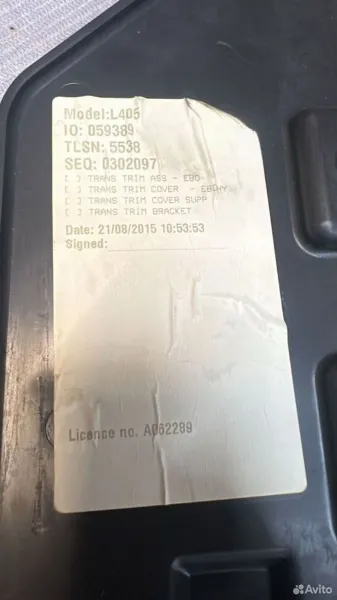 Model:L405
IO: 059389
TLSN: 5538
SEQ: 0302097
[ ] TRANS TRIM ASS - EBO
[ ] TRANS TRIM COVER - EBONY
[ ] TRANS TRIM COVER SUPP
[ ] TRANS TRIM BRACKET
Date: 21/08/2015 10:53:53
Signed:
Licence no. A062289
Avito